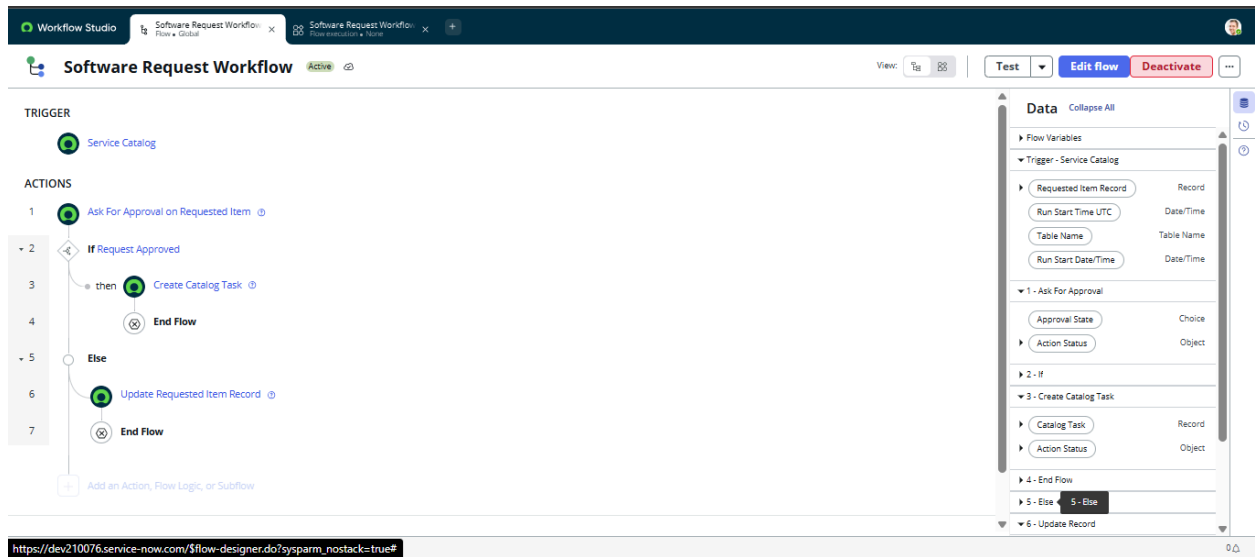 Workflow Studio
Software Request Workflow
Flow • Global
Software Request Workflow
Flow execution • None
Software Request Workflow
Active
View:
Test
Edit flow
Deactivate
TRIGGER
Service Catalog
ACTIONS
1 Ask For Approval on Requested Item
2 If Request Approved
3 then Create Catalog Task
4 End Flow
5 Else
6 Update Requested Item Record
7 End Flow
Add an Action, Flow Logic, or Subflow
Data Collapse All
Flow Variables
Trigger - Service Catalog
Requested Item Record Record
Run Start Time UTC Date/Time
Table Name Table Name
Run Start Date/Time Date/Time
1 - Ask For Approval
Approval State Choice
Action Status Object
2 - If
3 - Create Catalog Task
Catalog Task Record
Action Status Object
4 - End Flow
5 - Else 5 - Else
6 - Update Record
https://dev210076.service-now.com/$flow-designer.do?sysparm_nostack=true#
0